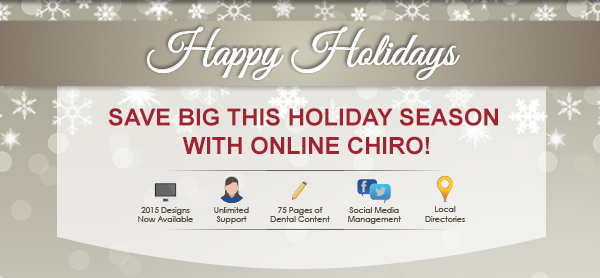 Happy Holidays
SAVE BIG THIS HOLIDAY SEASON
WITH ONLINE CHIRO!
2015 Designs
Now Available
Unlimited
Support
75 Pages of
Dental Content
Social Media
Management
Local
Directories